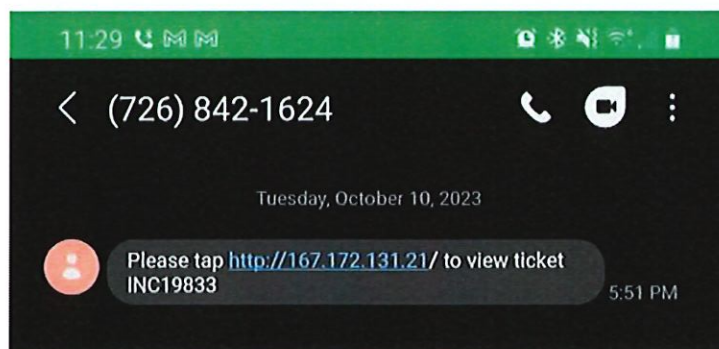 11:29
(726) 842-1624
Tuesday, October 10, 2023
Please tap http://167.172.131.21/ to view ticket
INC19833
5:51 PM